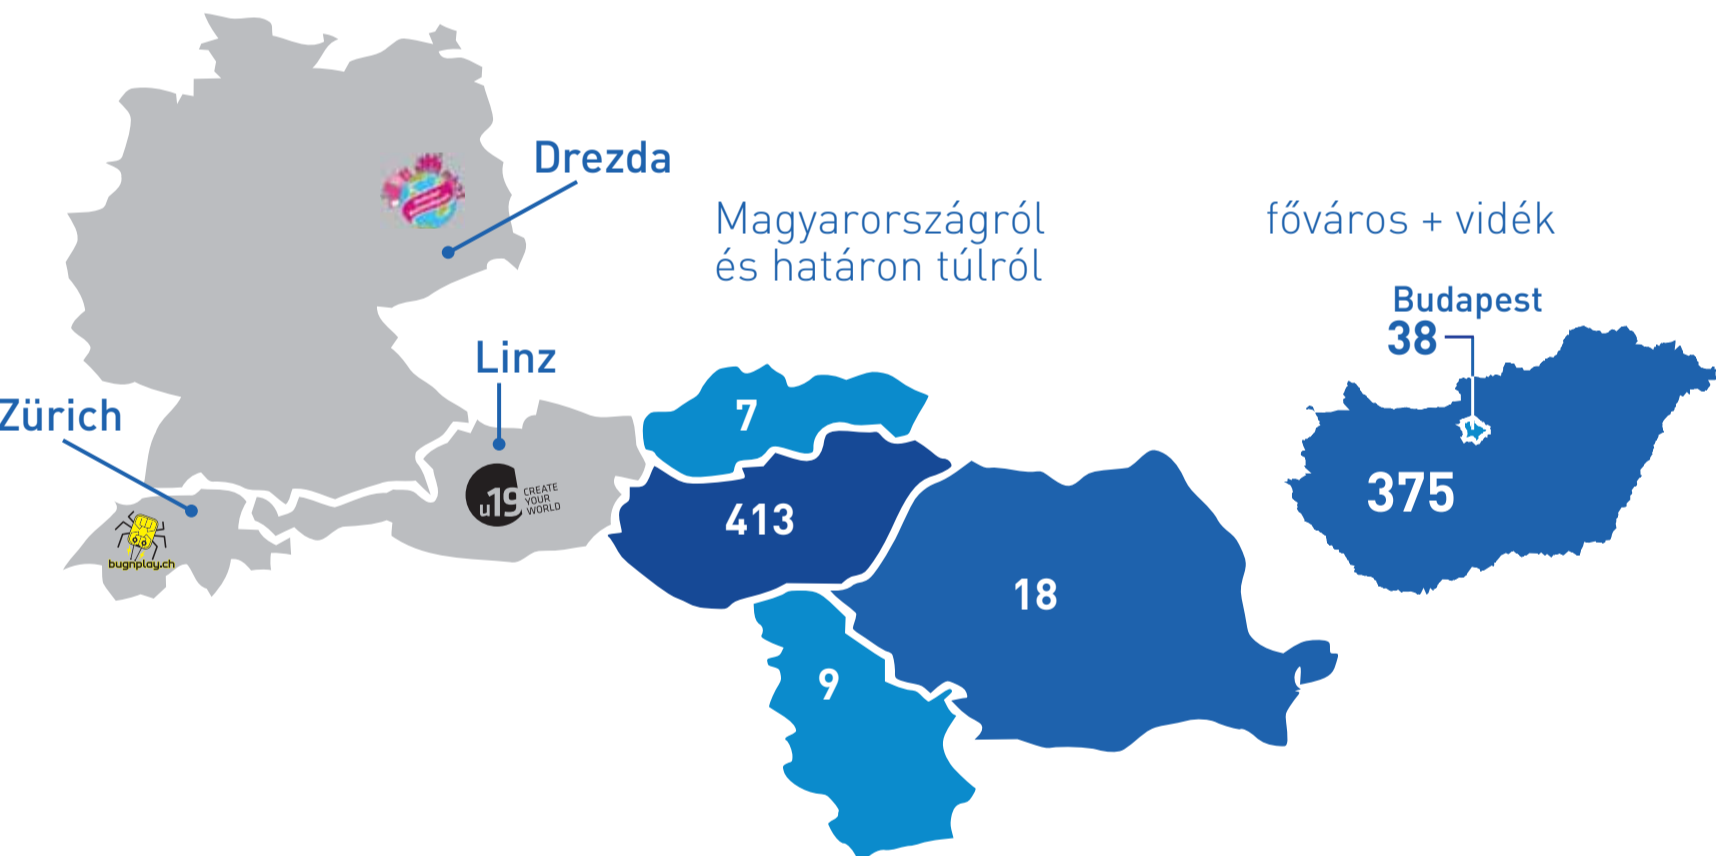 Drezda
Magyarországról
és határon túlról
főváros + vidék
Budapest
38
Linz
Zürich
7
413
375
u19 CREATE
YOUR
WORLD
bugnplay.ch
18
9